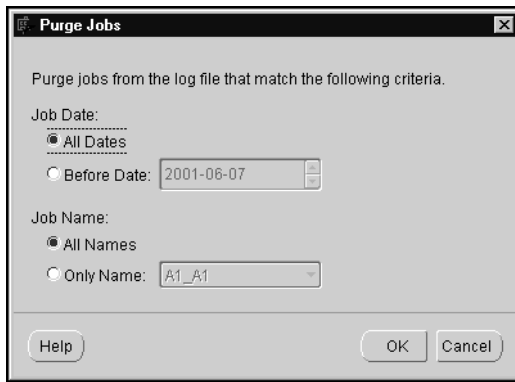 Purge Jobs
Purge jobs from the log file that match the following criteria.
Job Date:
All Dates
Before Date: 2001-06-07
Job Name:
All Names
Only Name: A1_A1
Help OK Cancel